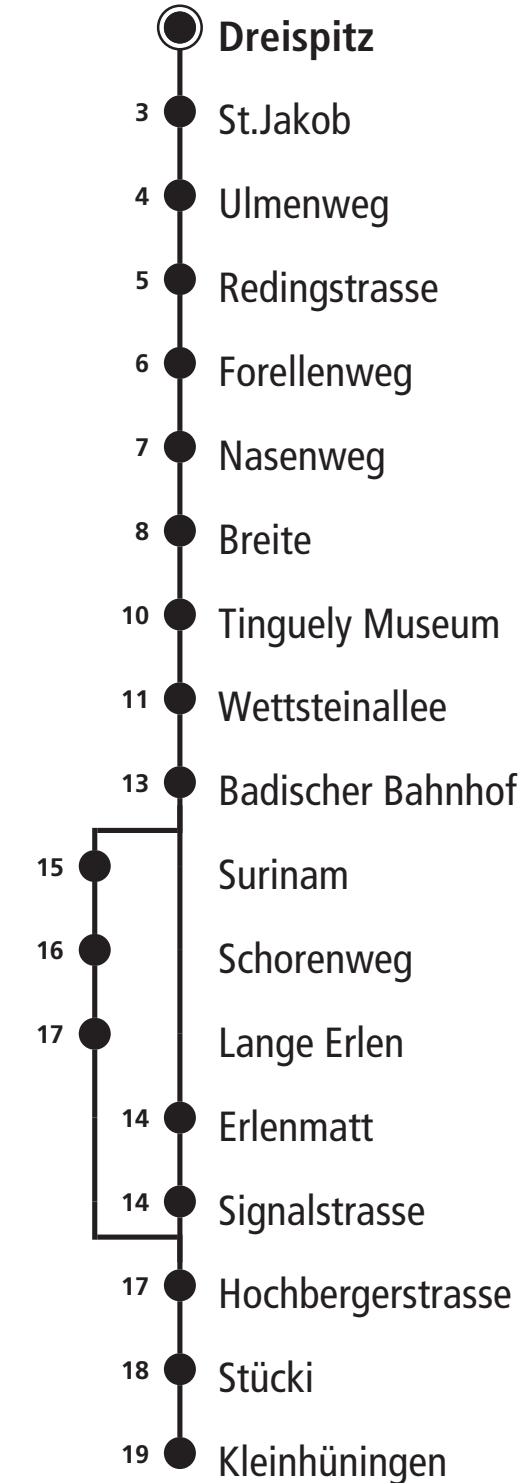 Dreispitz
3 St.Jakob
4 Ulmenweg
5 Redingstrasse
6 Forellenweg
7 Nasenweg
8 Breite
10 Tinguely Museum
11 Wettsteinallee
13 Badischer Bahnhof
15 Surinam
16 Schorenweg
17 Lange Erlen
14 Erlenmatt
14 Signalstrasse
17 Hochbergerstrasse
18 Stücki
19 Kleinhüningen